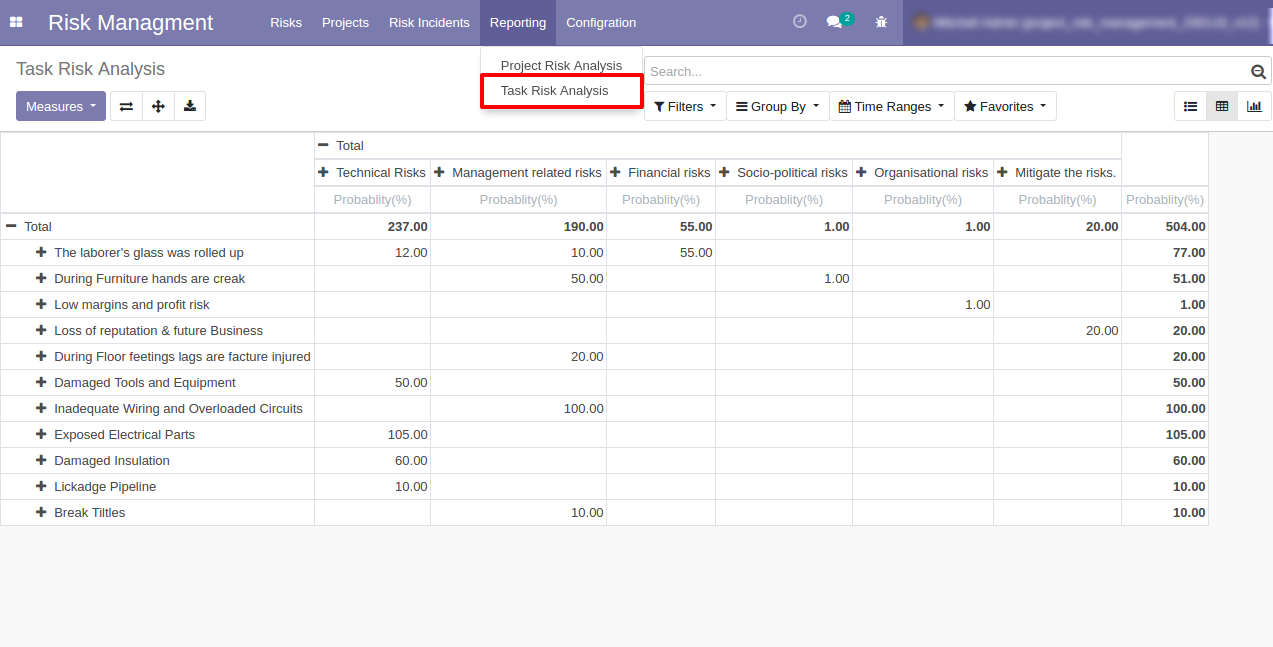 Risk Managment Risks Projects Risk Incidents Reporting Confgration 2
Project Risk Analysis
Task Risk Analysis
Task Risk Analysis Search...
Measures Filters Group By Time Ranges Favorites
Total
Technical Risks Management related risks Financial risks Socio-political risks Organisational risks Mitigate the risks.
Probablity(%) Probablity(%) Probablity(%) Probablity(%) Probablity(%) Probablity(%) Probablity(%)
Total 237.00 190.00 55.00 1.00 1.00 20.00 504.00
The laborer's glass was rolled up 12.00 10.00 55.00 77.00
During Furniture hands are creak 50.00 1.00 51.00
Low margins and profit risk 1.00 1.00
Loss of reputation & future Business 20.00 20.00
During Floor feetings lags are facture injured 20.00 20.00
Damaged Tools and Equipment 50.00 50.00
Inadequate Wiring and Overloaded Circuits 100.00 100.00
Exposed Electrical Parts 105.00 105.00
Damaged Insulation 60.00 60.00
Lickadge Pipeline 10.00 10.00
Break Tiltles 10.00 10.00